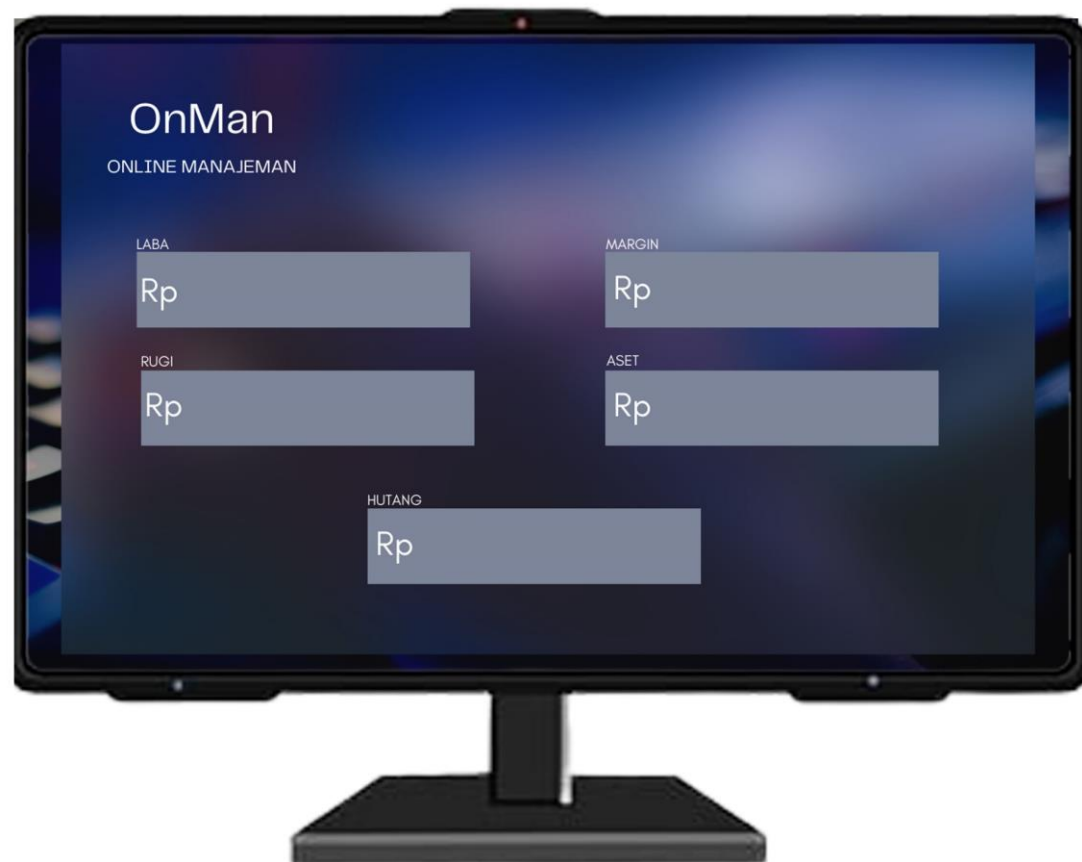 OnMan
ONLINE MANAJEMAN
LABA
Rp
MARGIN
Rp
RUGI
Rp
ASET
Rp
HUTANG
Rp